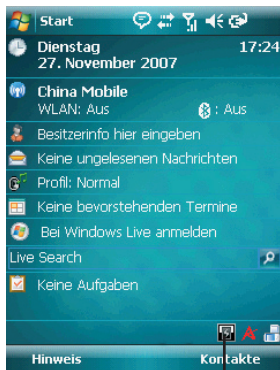 Start
Dienstag 17:24
27. November 2007
China Mobile
WLAN: Aus : Aus
Besitzerinfo hier eingeben
Keine ungelesenen Nachrichten
Profil: Normal
Keine bevorstehenden Termine
Bei Windows Live anmelden
Live Search
Keine Aufgaben
Hinweis Kontakte